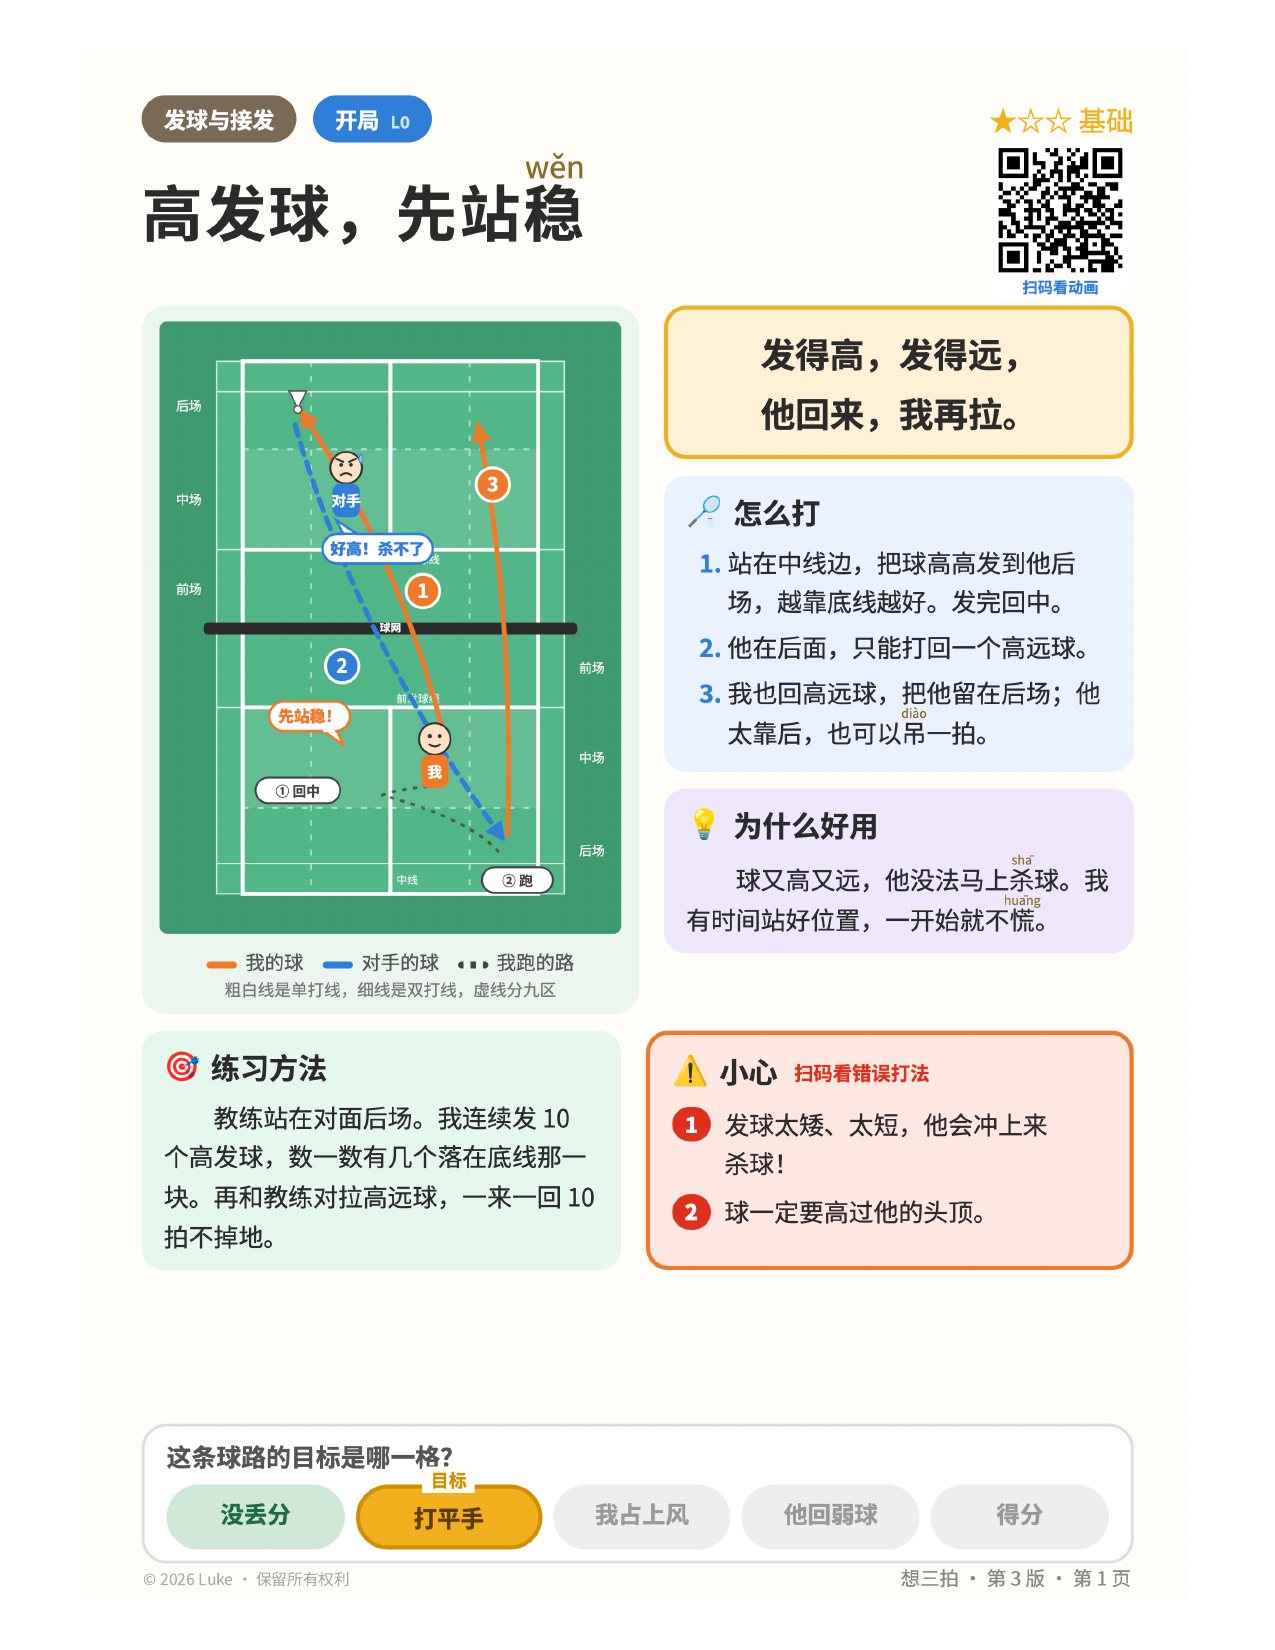 发球与接发
开局 L0
★☆☆ 基础
wěn
高发球，先站稳
扫码看动画
后场
中场
前场
对手
好高！杀不了
线
1
3
球网
2
前发球线
先站稳！
我
① 回中
② 跑
中线
前场
中场
后场
我的球 对手的球 我跑的路
粗白线是单打线，细线是双打线，虚线分九区
发得高，发得远，
他回来，我再拉。
怎么打
1. 站在中线边，把球高高发到他后
场，越靠底线越好。发完回中。
2. 他在后面，只能打回一个高远球。
3. 我也回高远球，把他留在后场；他
diào
太靠后，也可以吊一拍。
为什么好用
shā
球又高又远，他没法马上杀球。我
huāng
有时间站好位置，一开始就不慌。
练习方法
教练站在对面后场。我连续发 10
个高发球，数一数有几个落在底线那一
块。再和教练对拉高远球，一来一回 10
拍不掉地。
小心 扫码看错误打法
1 发球太矮、太短，他会冲上来
杀球！
2 球一定要高过他的头顶。
这条球路的目标是哪一格？
目标
没丢分 打平手 我占上风 他回弱球 得分
© 2026 Luke · 保留所有权利
想三拍 · 第 3 版 · 第 1 页